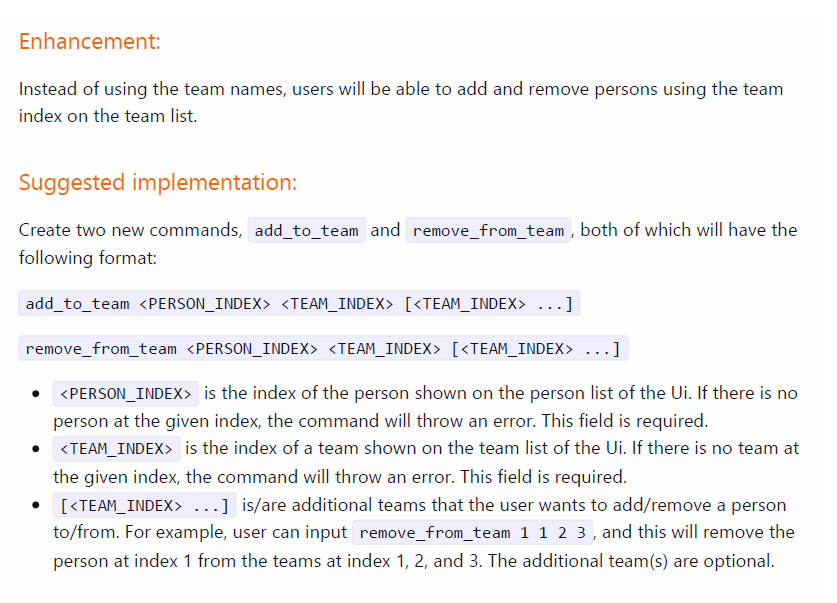 Enhancement:
Instead of using the team names, users will be able to add and remove persons using the team
index on the team list.
Suggested implementation:
Create two new commands, add_to_team and remove_from_team, both of which will have the
following format:
add_to_team <PERSON_INDEX> <TEAM_INDEX> [<TEAM_INDEX> ...]
remove_from_team <PERSON_INDEX> <TEAM_INDEX> [<TEAM_INDEX> ...]
• <PERSON_INDEX> is the index of the person shown on the person list of the Ui. If there is no
person at the given index, the command will throw an error. This field is required.
• <TEAM_INDEX> is the index of a team shown on the team list of the Ui. If there is no team at
the given index, the command will throw an error. This field is required.
• [<TEAM_INDEX> ...] is/are additional teams that the user wants to add/remove a person
to/from. For example, user can input remove_from_team 1 1 2 3, and this will remove the
person at index 1 from the teams at index 1, 2, and 3. The additional team(s) are optional.